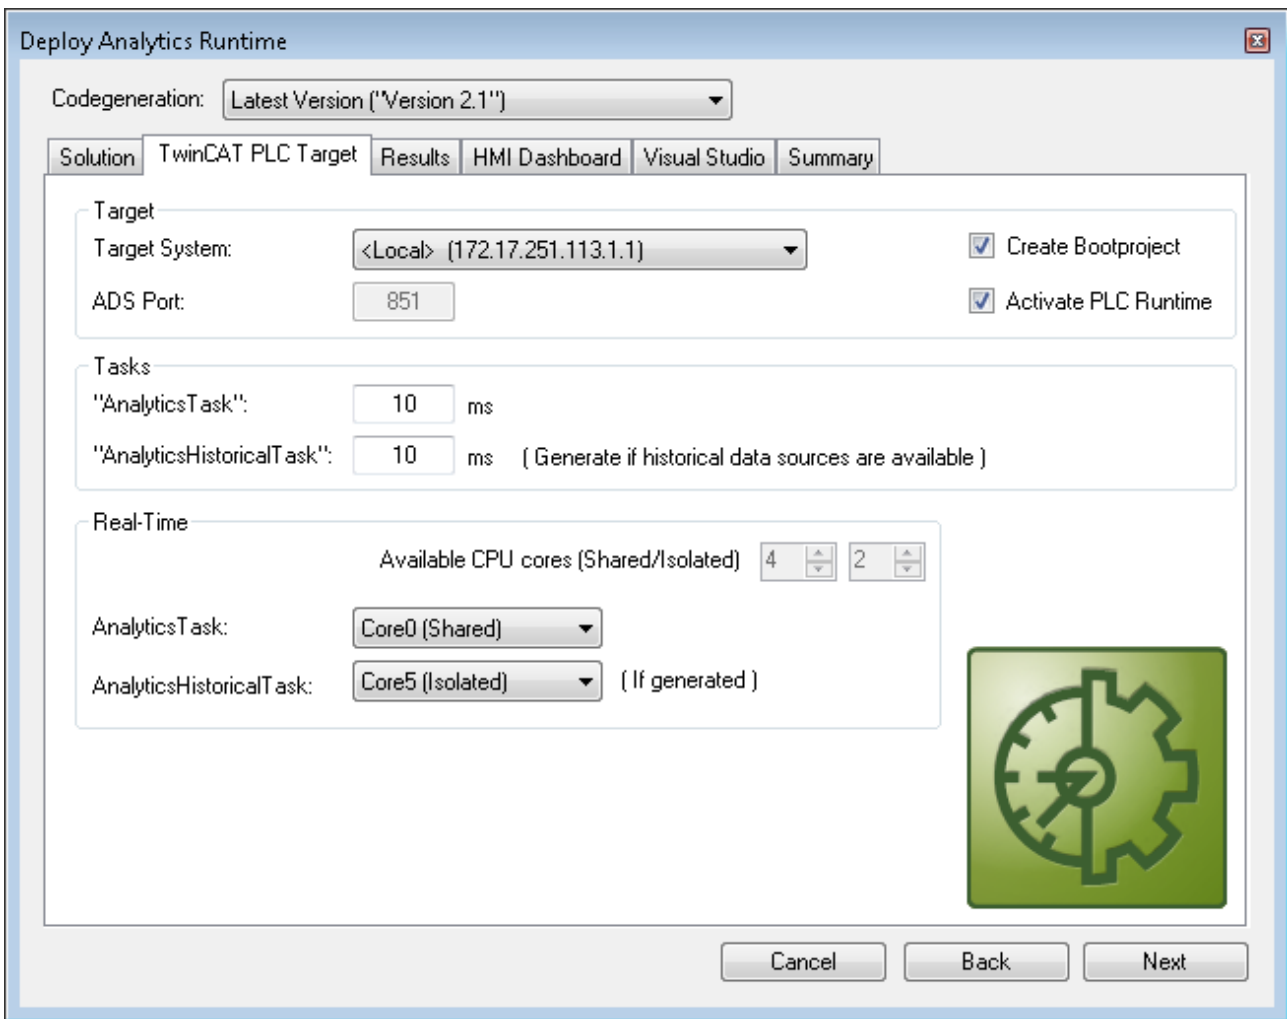 Deploy Analytics Runtime
Codegeneration: Latest Version ("Version 2.1")
Solution TwinCAT PLC Target Results HMI Dashboard Visual Studio Summary
Target
Target System: <Local> (172.17.251.113.1.1) Create Bootproject
ADS Port: 851 Activate PLC Runtime
Tasks
"AnalyticsTask": 10 ms
"AnalyticsHistoricalTask": 10 ms ( Generate if historical data sources are available )
Real-Time
Available CPU cores (Shared/Isolated) 4 2
AnalyticsTask: Core0 (Shared)
AnalyticsHistoricalTask: Core5 (Isolated) ( If generated )
Cancel Back Next